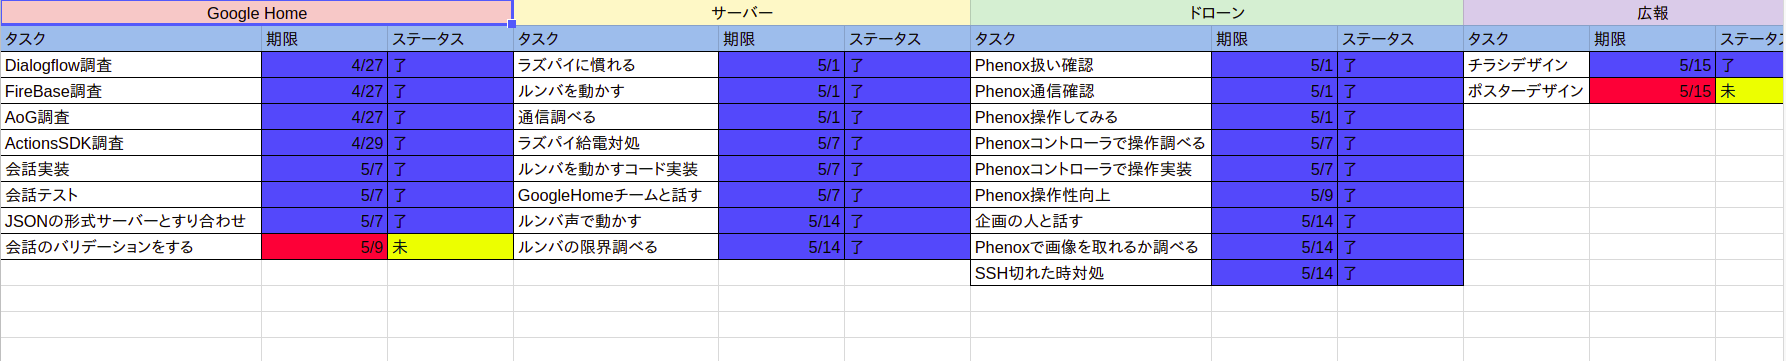 Google Home サーバー ドローン 広報
タスク 期限 ステータス タスク 期限 ステータス タスク 期限 ステータス タスク 期限 ステータス
Dialogflow調査 4/27 了 ラズパイに慣れる 5/1 了 Phenox扱い確認 5/1 了 チラシデザイン 5/15 了
FireBase調査 4/27 了 ルンバを動かす 5/1 了 Phenox通信確認 5/1 了 ポスターデザイン 5/15 未
AoG調査 4/27 了 通信調べる 5/1 了 Phenox操作してみる 5/1 了
ActionsSDK調査 4/29 了 ラズパイ給電対処 5/7 了 Phenoxコントローラで操作調べる 5/7 了
会話実装 5/7 了 ルンバを動かすコード実装 5/7 了 Phenoxコントローラで操作実装 5/7 了
会話テスト 5/7 了 GoogleHomeチームと話す 5/7 了 Phenox操作性向上 5/9 了
JSONの形式サーバーとすり合わせ 5/7 了 ルンバ声で動かす 5/14 了 企画の人と話す 5/14 了
会話のバリデーションをする 5/9 未 ルンバの限界調べる 5/14 了 Phenoxで画像を取れるか調べる 5/14 了
SSH切れた時対処 5/14 了